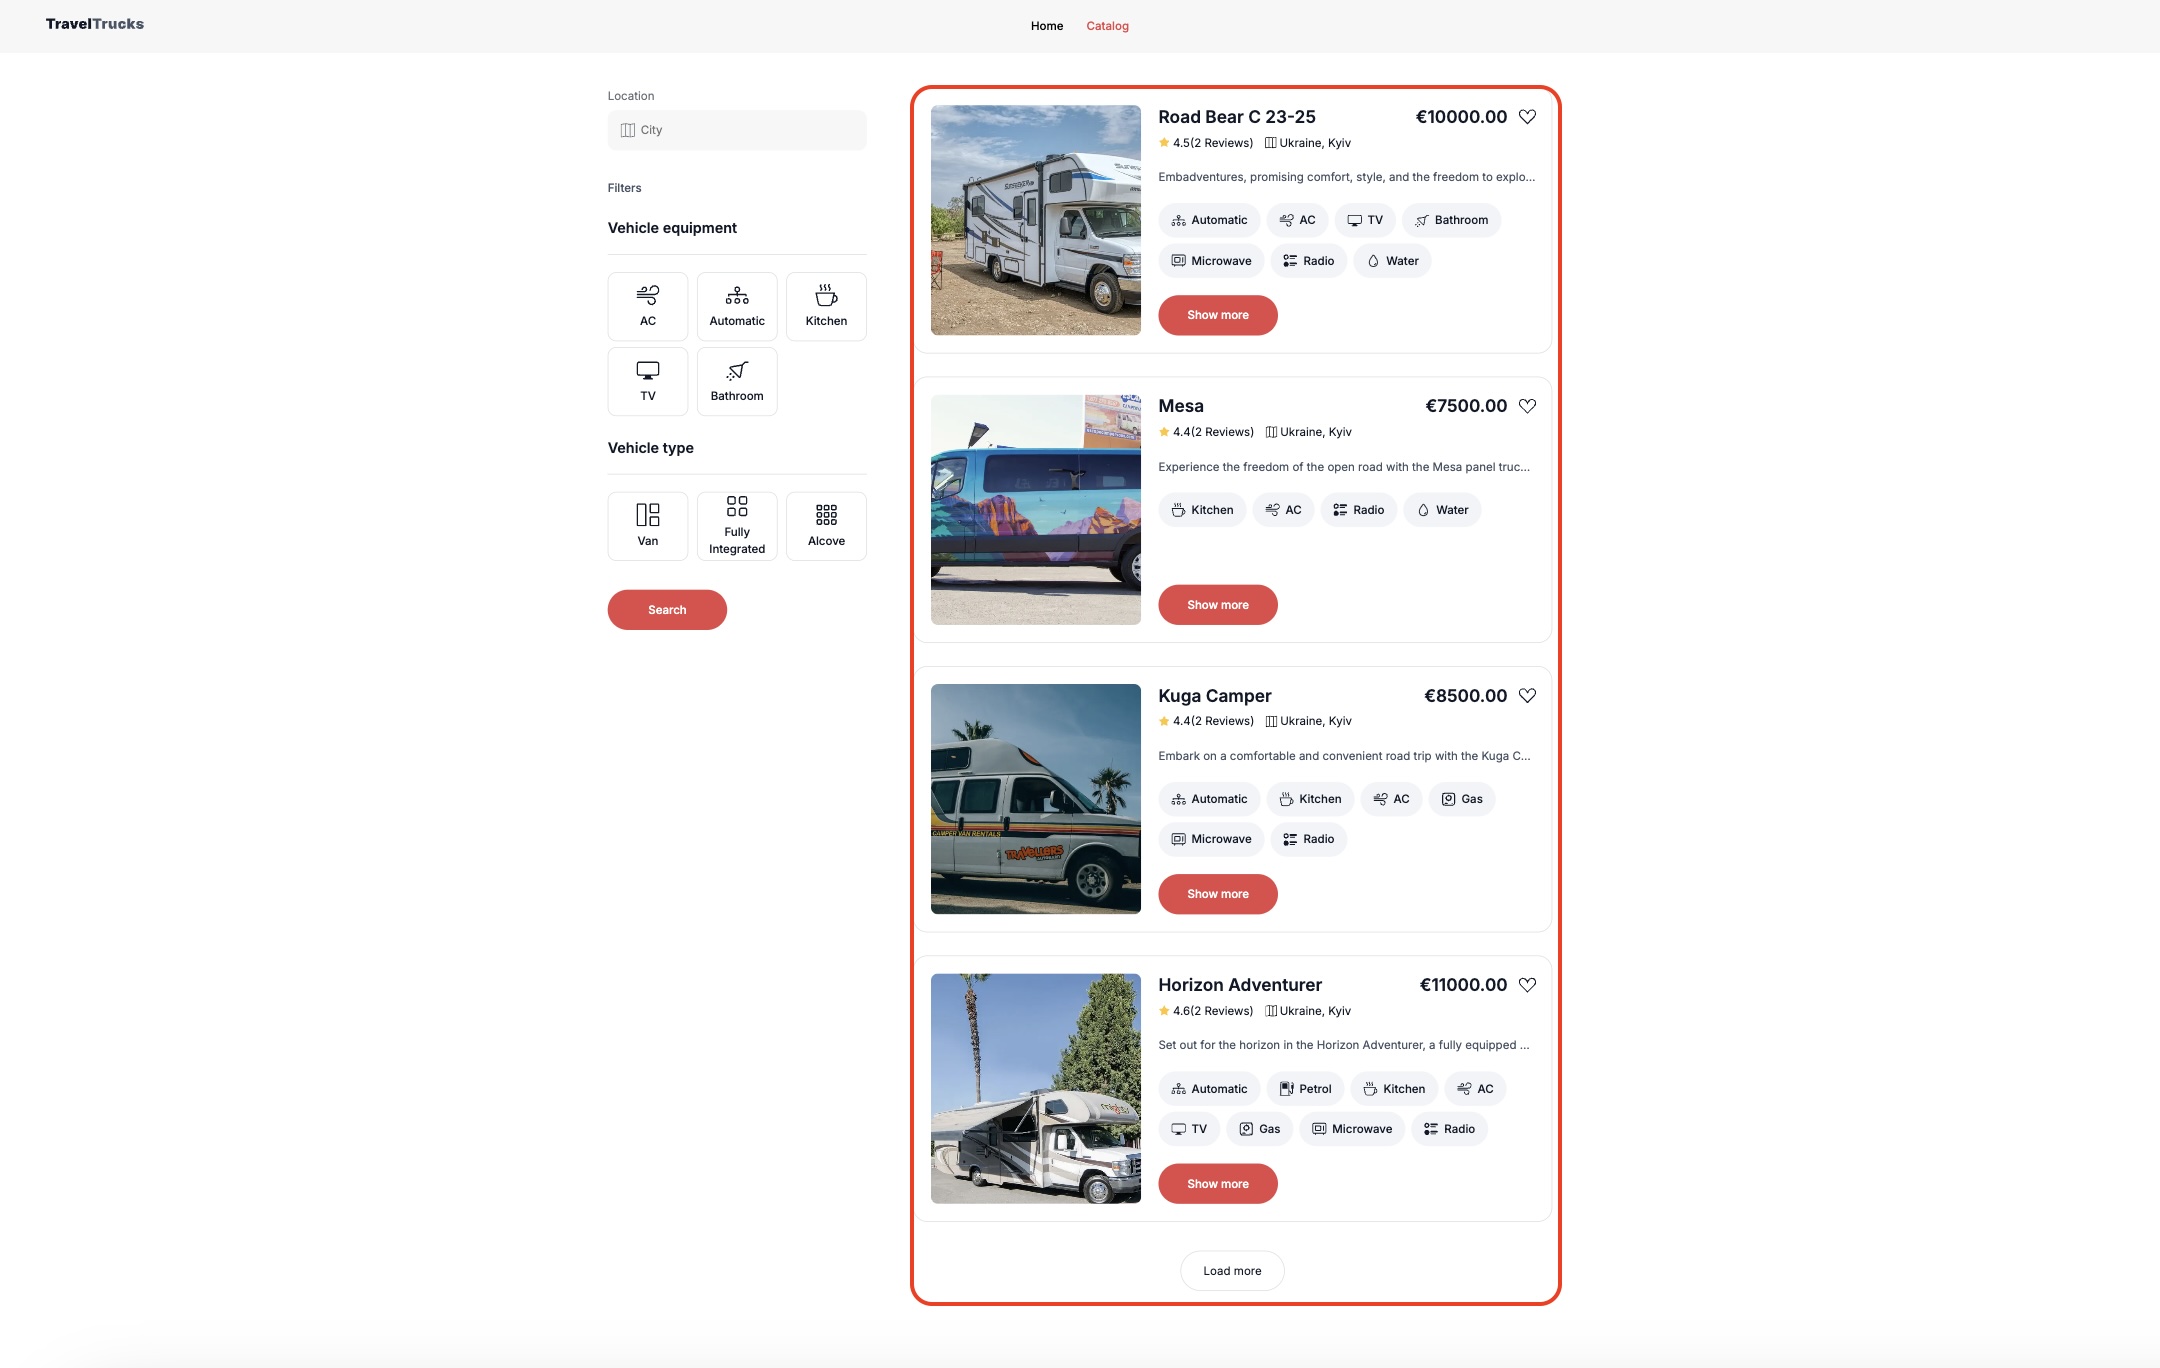 TravelTrucks
Home Catalog
Location
City
Filters
Vehicle equipment
AC Automatic Kitchen
TV Bathroom
Vehicle type
Van Fully Integrated Alcove
Search
Road Bear C 23-25 €10000.00
4.5(2 Reviews) Ukraine, Kyiv
Embadventures, promising comfort, style, and the freedom to explo...
Automatic AC TV Bathroom
Microwave Radio Water
Show more
Mesa €7500.00
4.4(2 Reviews) Ukraine, Kyiv
Experience the freedom of the open road with the Mesa panel truc...
Kitchen AC Radio Water
Show more
Kuga Camper €8500.00
4.4(2 Reviews) Ukraine, Kyiv
Embark on a comfortable and convenient road trip with the Kuga C...
CAMPER VAN RENTALS
TRAVELLERS
Automatic Kitchen AC Gas
Microwave Radio
Show more
Horizon Adventurer €11000.00
4.6(2 Reviews) Ukraine, Kyiv
Set out for the horizon in the Horizon Adventurer, a fully equipped ...
Automatic Petrol Kitchen AC
TV Gas Microwave Radio
Show more
Load more